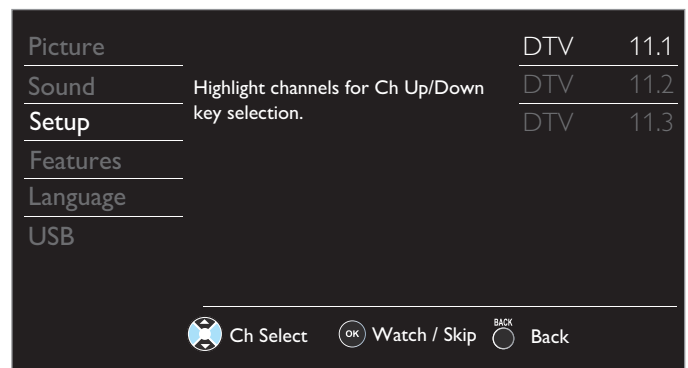 Picture
Sound
Setup
Features
Language
USB
Highlight channels for Ch Up/Down
key selection.
DTV 11.1
DTV 11.2
DTV 11.3
Ch Select
OK Watch / Skip
BACK
Back